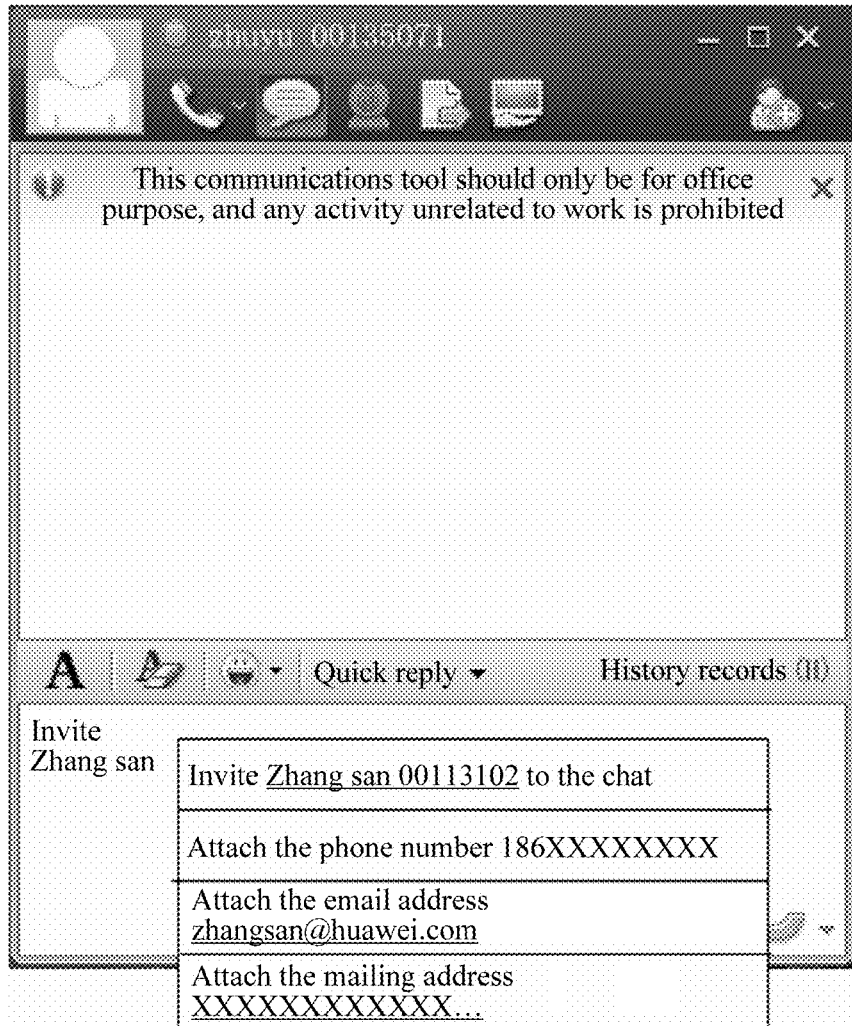 zhuyu 00135071
This communications tool should only be for office
purpose, and any activity unrelated to work is prohibited
A Quick reply History records
Invite
Zhang san
Invite Zhang san 00113102 to the chat
Attach the phone number 186XXXXXXXX
Attach the email address
zhangsan@huawei.com
Attach the mailing address
XXXXXXXXXXXX...